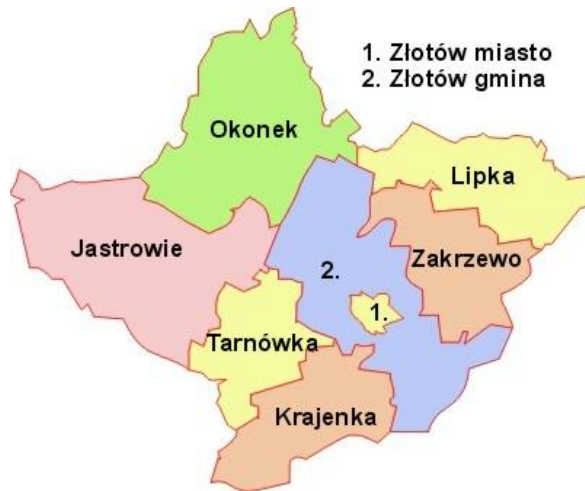 1. Złotów miasto
2. Złotów gmina
Okonek
Lipka
Jastrowie
2.
Zakrzewo
1.
Tarnówka
Krajenka